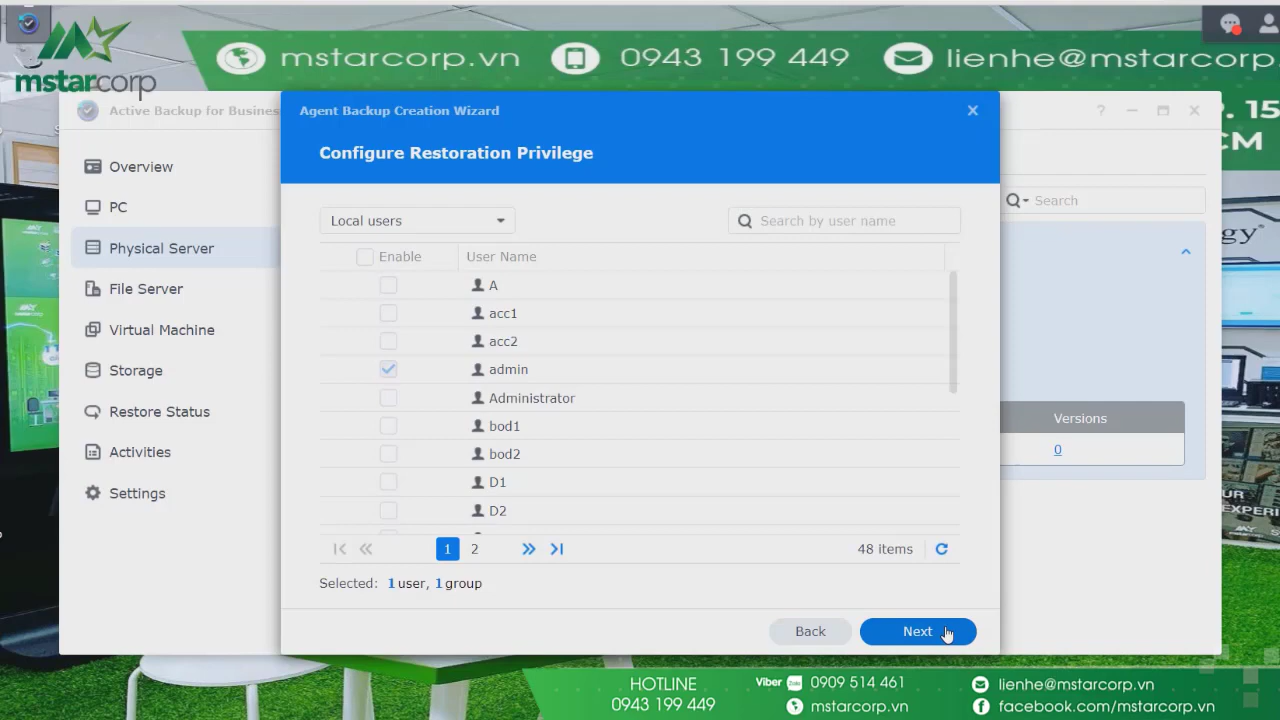 mstarcorp
mstarcorp.vn
0943 199 449
lienhe@mstarcorp.
P. 15
CM
Active Backup for Busines
Overview
PC
Physical Server
File Server
Virtual Machine
Storage
Restore Status
Activities
Settings
Agent Backup Creation Wizard
Configure Restoration Privilege
Local users
Search by user name
Enable
User Name
A
acc1
acc2
admin
Administrator
bod1
bod2
D1
D2
1
2
48 items
Selected: 1 user, 1 group
Back
Next
?
Search
Versions
0
HOTLINE
0943 199 449
Viber
Zalo
0909 514 461
mstarcorp.vn
lienhe@mstarcorp.vn
facebook.com/mstarcorp.vn